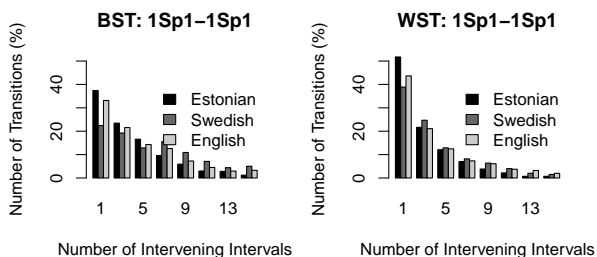 BST: 1Sp1−1Sp1
Number of Transitions (%)
0 20 40
Estonian
Swedish
English
1 5 9 13
Number of Intervening Intervals
WST: 1Sp1−1Sp1
Number of Transitions (%)
0 20 40
Estonian
Swedish
English
1 5 9 13
Number of Intervening Intervals